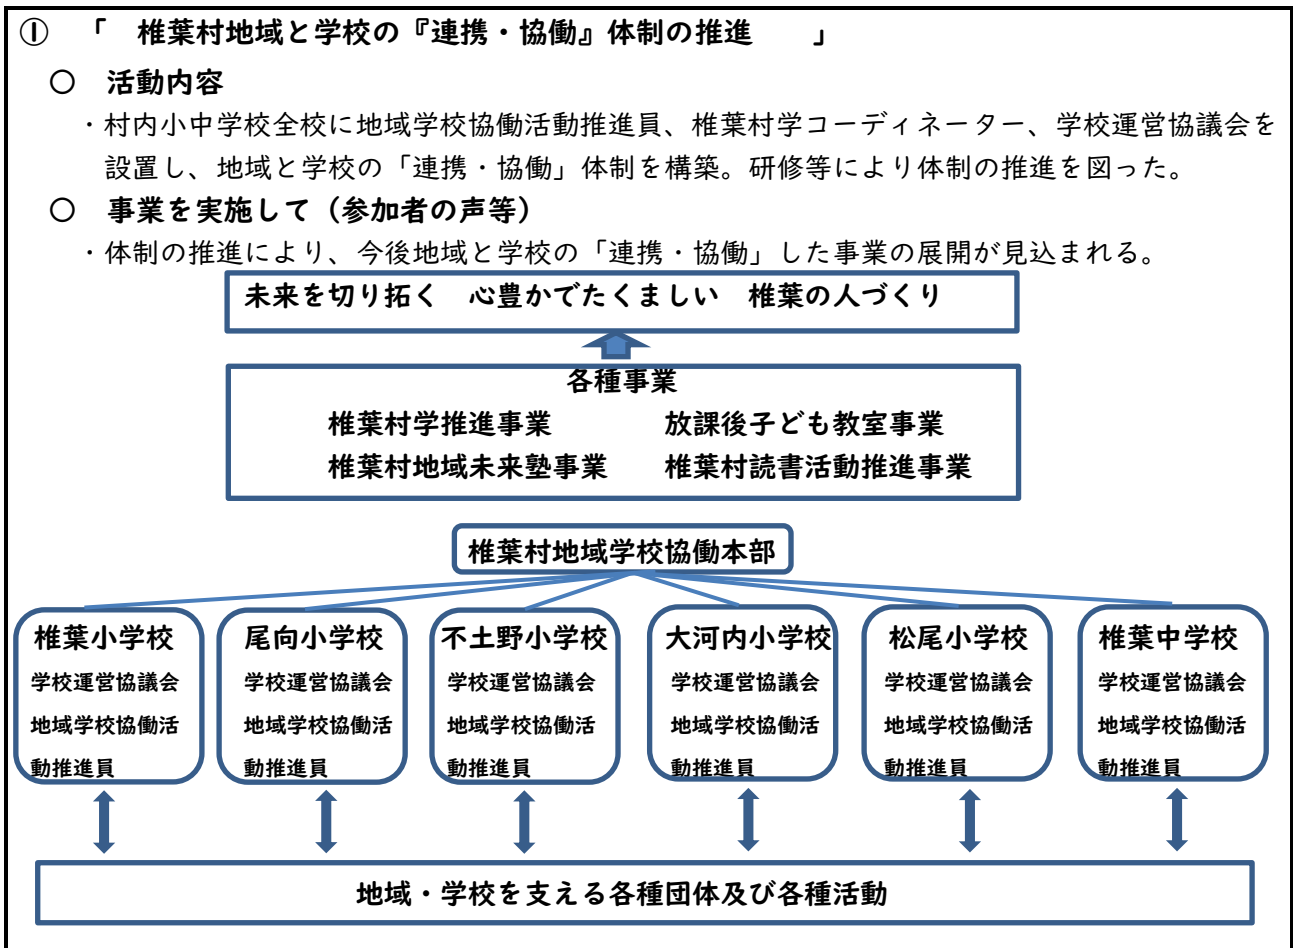 ① 「 椎葉村地域と学校の『連携・協働』体制の推進 」
○ 活動内容
・村内小中学校全校に地域学校協働活動推進員、椎葉村学コーディネーター、学校運営協議会を
設置し、地域と学校の「連携・協働」体制を構築。研修等により体制の推進を図った。
○ 事業を実施して（参加者の声等）
・体制の推進により、今後地域と学校の「連携・協働」した事業の展開が見込まれる。
未来を切り拓く 心豊かでたくましい 椎葉の人づくり
各種事業
椎葉村学推進事業 放課後子ども教室事業
椎葉村地域未来塾事業 椎葉村読書活動推進事業
椎葉村地域学校協働本部
椎葉小学校
学校運営協議会
地域学校協働活
動推進員
尾向小学校
学校運営協議会
地域学校協働活
動推進員
不土野小学校
学校運営協議会
地域学校協働活
動推進員
大河内小学校
学校運営協議会
地域学校協働活
動推進員
松尾小学校
学校運営協議会
地域学校協働活
動推進員
椎葉中学校
学校運営協議会
地域学校協働活
動推進員
地域・学校を支える各種団体及び各種活動